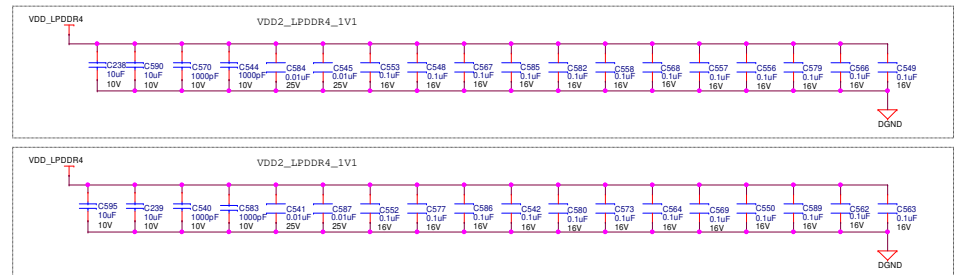 VDD_LPDDR4
VDD2_LPDDR4_1V1
C238 10uF 10V
C590 10uF 10V
C570 1000pF 10V
C544 1000pF 10V
C584 0.01uF 25V
C545 0.01uF 25V
C553 0.1uF 16V
C548 0.1uF 16V
C567 0.1uF 16V
C585 0.1uF 16V
C582 0.1uF 16V
C558 0.1uF 16V
C568 0.1uF 16V
C557 0.1uF 16V
C556 0.1uF 16V
C579 0.1uF 16V
C566 0.1uF 16V
C549 0.1uF 16V
DGND
VDD_LPDDR4
VDD2_LPDDR4_1V1
C595 10uF 10V
C239 10uF 10V
C540 1000pF 10V
C583 1000pF 10V
C541 0.01uF 25V
C587 0.01uF 25V
C552 0.1uF 16V
C577 0.1uF 16V
C586 0.1uF 16V
C542 0.1uF 16V
C580 0.1uF 16V
C573 0.1uF 16V
C564 0.1uF 16V
C569 0.1uF 16V
C550 0.1uF 16V
C589 0.1uF 16V
C562 0.1uF 16V
C563 0.1uF 16V
DGND